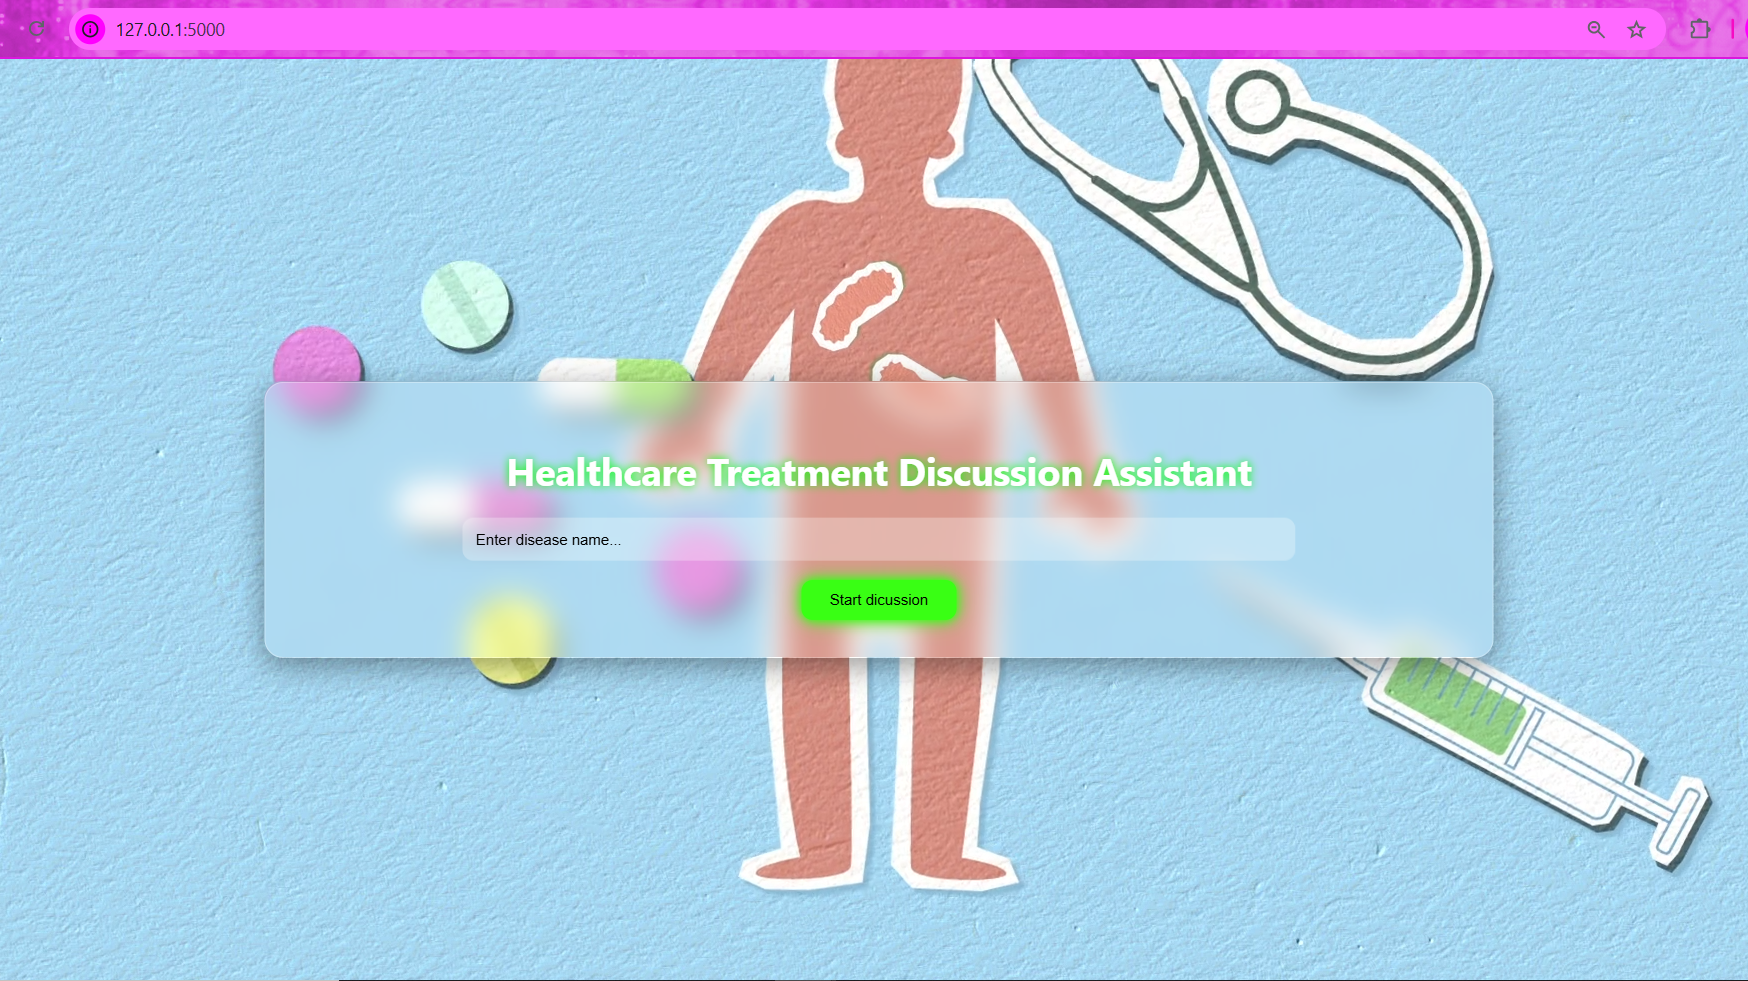 127.0.0.1:5000
Healthcare Treatment Discussion Assistant
Enter disease name...
Start dicussion